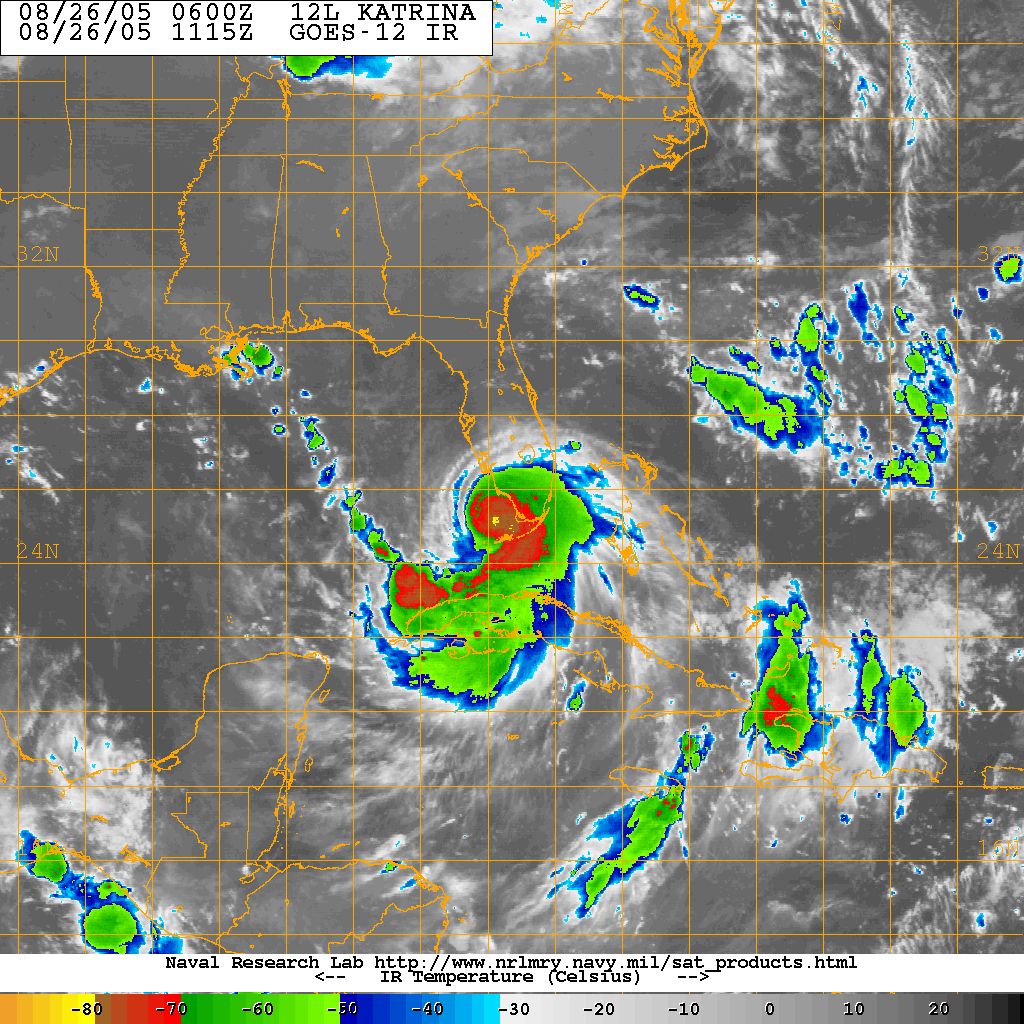 08/26/05 0600Z 12L KATRINA
08/26/05 1115Z GOES-12 IR
32N 32N
24N 24N
16N
Naval Research Lab http://www.nrlmry.navy.mil/sat_products.html
<-- IR Temperature (Celsius) -->
-80 -70 -60 -50 -40 -30 -20 -10 0 10 20